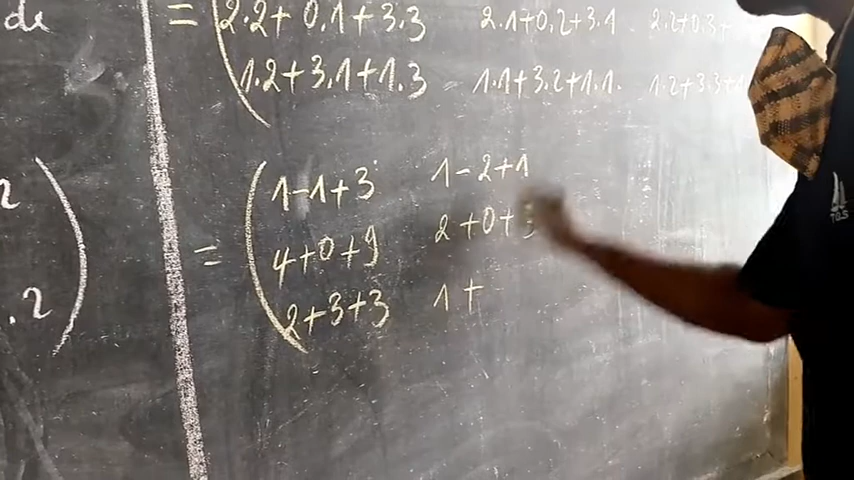 de
= (2.2+0.1+3.3 2.1+0.2+3.1 2.2+0.3+
1.2+3.1+1.3 1.1+3.2+1.1 1.2+3.3+
2 1-1+3 1-2+1
= 4+0+9 2+0+3
.2 2+3+3 1+